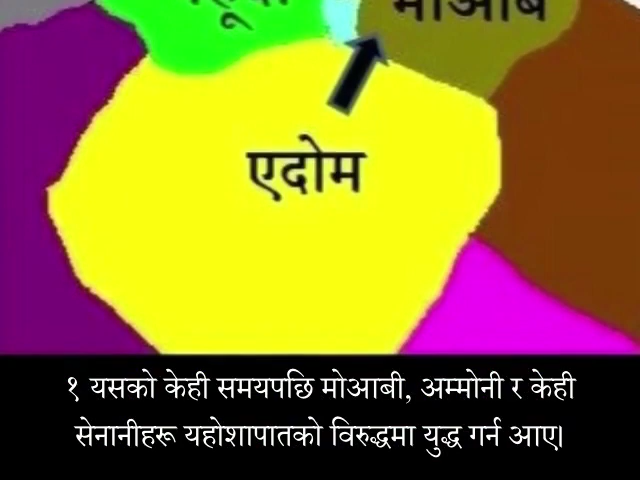 मोआब
एदोम
१ यसको केही समयपछि मोआबी, अम्मोनी र केही
सेनानीहरू यहोशापातको विरुद्धमा युद्ध गर्न आए।